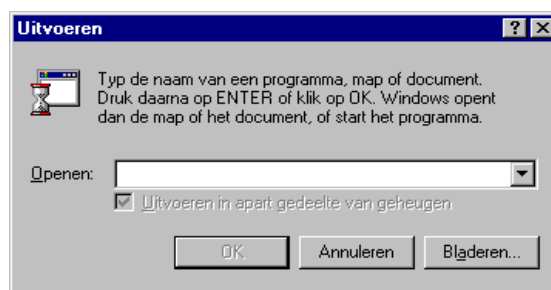 Uitvoeren
Typ de naam van een programma, map of document.
Druk daarna op ENTER of klik op OK. Windows opent
dan de map of het document, of start het programma.
Openen:
Uitvoeren in apart gedeelte van geheugen
OK Annuleren Bladeren...